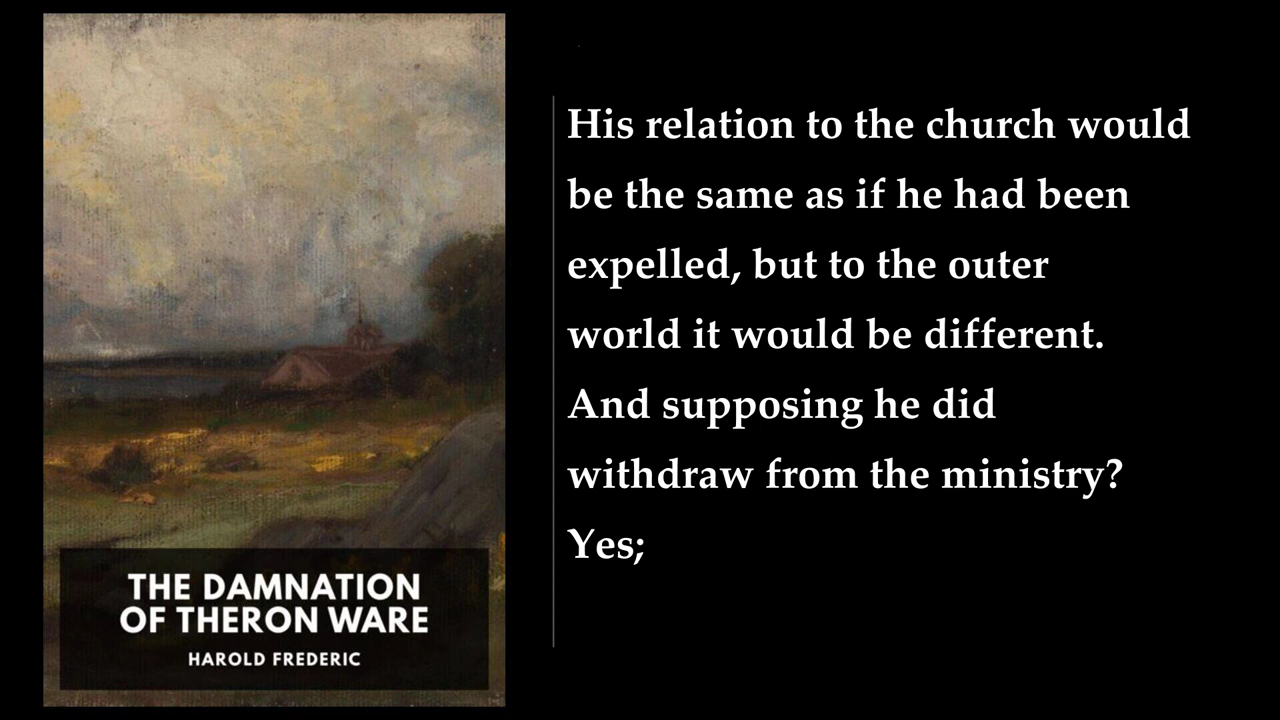 THE DAMNATION
OF THERON WARE
HAROLD FREDERIC
His relation to the church would
be the same as if he had been
expelled, but to the outer
world it would be different.
And supposing he did
withdraw from the ministry?
Yes;